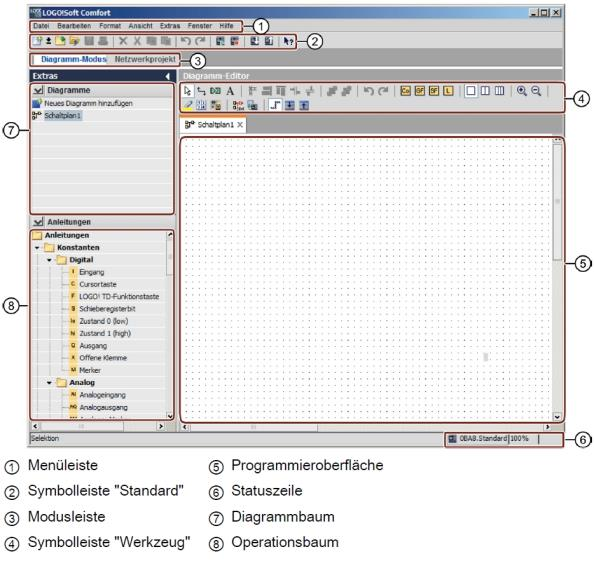 LOGO!Soft Comfort
Datei Bearbeiten Format Ansicht Extras Fenster Hilfe
1
2
Diagramm-Modus Netzwerkprojekt
3
Extras
Diagramm-Editor
Diagramme
A
Co GF SF L
4
Neues Diagramm hinzufügen
Schaltplan1
Schaltplan1 X
7
Anleitungen
Anleitungen
Konstanten
Digital
I Eingang
C Cursortaste
F LOGO! TD-Funktionstaste
S Schieberegisterbit
lo Zustand 0 (low)
hi Zustand 1 (high)
Q Ausgang
X Offene Klemme
M Merker
Analog
AI Analogeingang
AQ Analogausgang
5
8
Selektion
0BA8.Standard 100%
6
1 Menüleiste
2 Symbolleiste "Standard"
3 Modusleiste
4 Symbolleiste "Werkzeug"
5 Programmieroberfläche
6 Statuszeile
7 Diagrammbaum
8 Operationsbaum